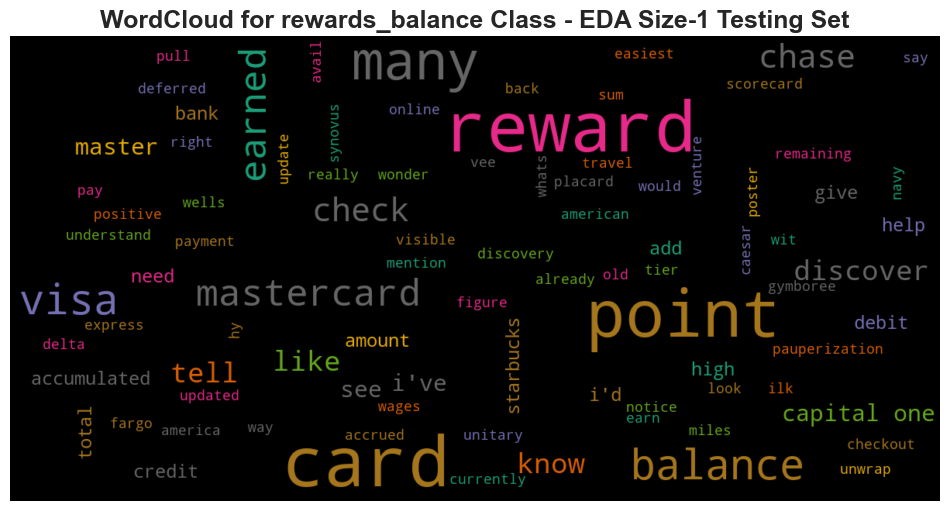 WordCloud for rewards_balance Class - EDA Size-1 Testing Set
pull
deferred
bank
master
right
earned
update
avail
synovus
many
online
back
easiest
sum
chase
scorecard
say
reward
really
wonder
vee
whats
placard
travel
would
venture
remaining
poster
give
navy
pay
positive
understand
wells
payment
check
visible
mention
american
discovery
already
add
tier
old
caesar
wit
help
need
visa
express
delta
hy
mastercard
figure
point
discover
gymboree
debit
pauperization
accumulated
tell
updated
like
amount
see
i've
wages
starbucks
i'd
high
look
ilk
notice
earn
miles
capital one
total
fargo
america
way
credit
accrued
card
unitary
currently
know
balance
checkout
unwrap